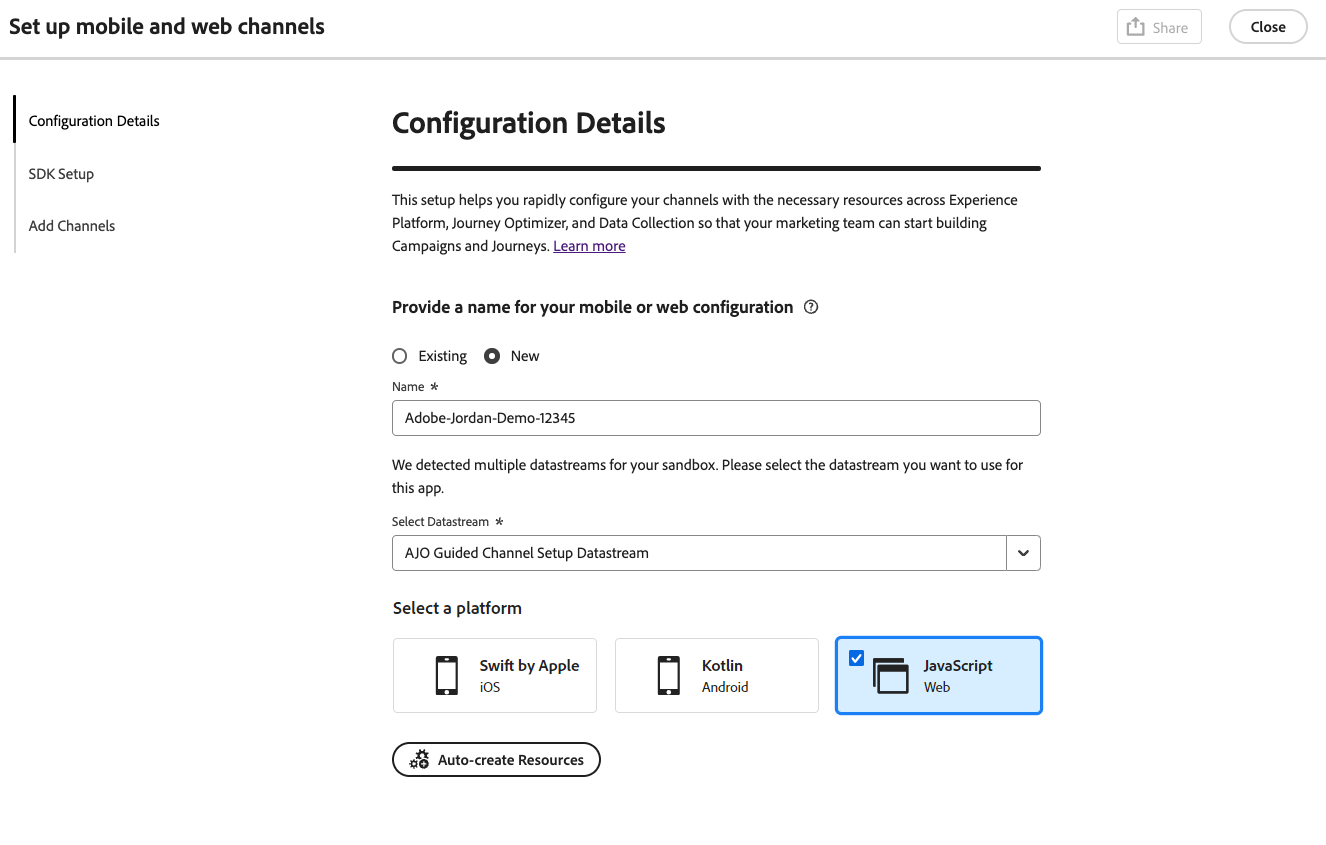 Set up mobile and web channels
Share
Close
Configuration Details
SDK Setup
Add Channels
Configuration Details
This setup helps you rapidly configure your channels with the necessary resources across Experience
Platform, Journey Optimizer, and Data Collection so that your marketing team can start building
Campaigns and Journeys. Learn more
Provide a name for your mobile or web configuration ?
Existing
New
Name *
Adobe-Jordan-Demo-12345
We detected multiple datastreams for your sandbox. Please select the datastream you want to use for
this app.
Select Datastream *
AJO Guided Channel Setup Datastream
Select a platform
Swift by Apple
iOS
Kotlin
Android
JavaScript
Web
Auto-create Resources